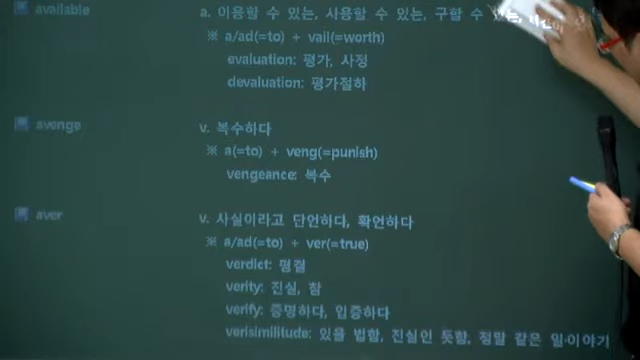 available a. 이용할 수 있는, 사용할 수 있는, 구할 수 있는,
※ a/ad(=to) + vail(=worth)
evaluation: 평가, 사정
devaluation: 평가절하
avenge v. 복수하다
※ a(=to) + veng(=punish)
vengeance: 복수
aver v. 사실이라고 단언하다, 확언하다
※ a/ad(=to) + ver(=true)
verdict: 평결
verity: 진실, 참
verify: 증명하다, 입증하다
verisimilitude: 있을 법함, 진실인 듯함, 정말 같은 일·이야기